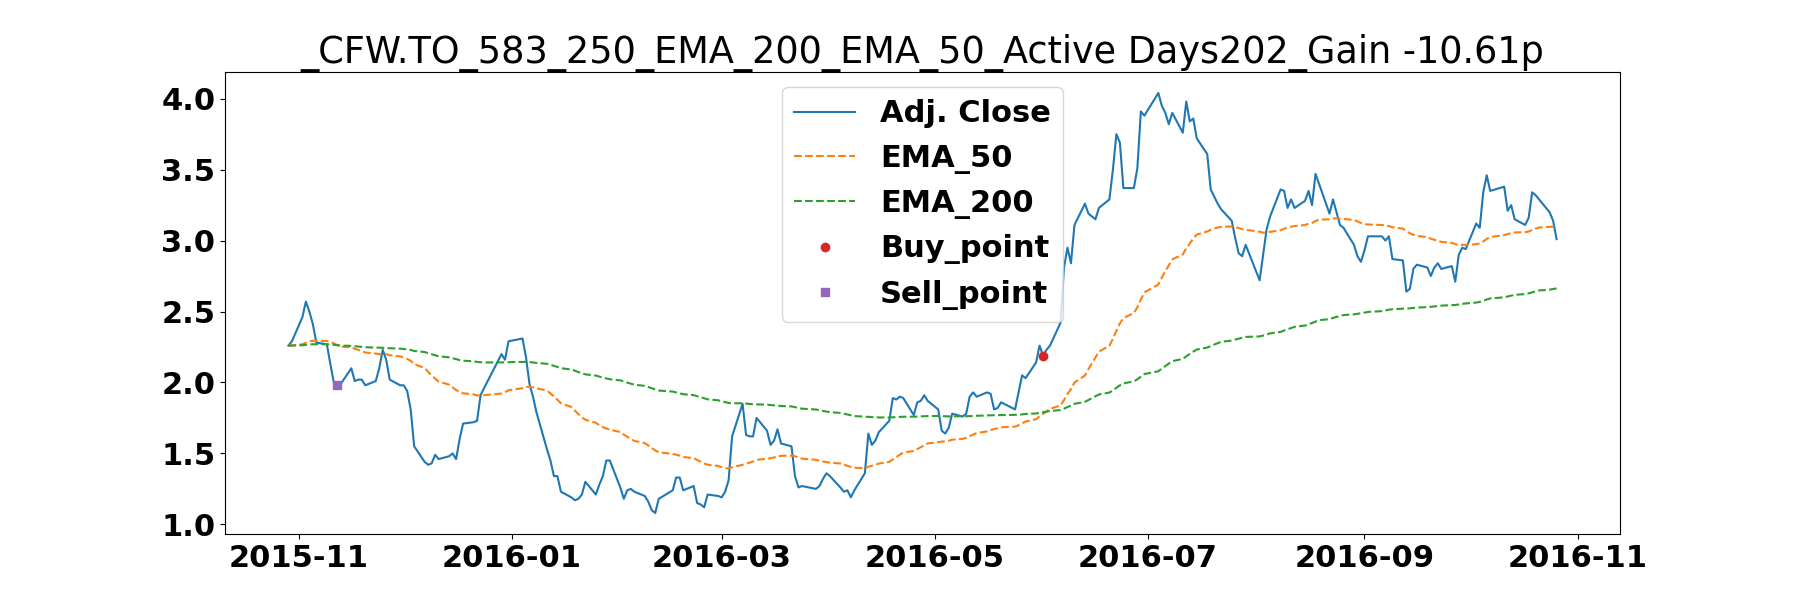 _CFW.TO_583_250_EMA_200_EMA_50_Active Days202_Gain -10.61p
4.0
3.5
3.0
2.5
2.0
1.5
1.0
Adj. Close
EMA_50
EMA_200
Buy_point
Sell_point
2015-11 2016-01 2016-03 2016-05 2016-07 2016-09 2016-11